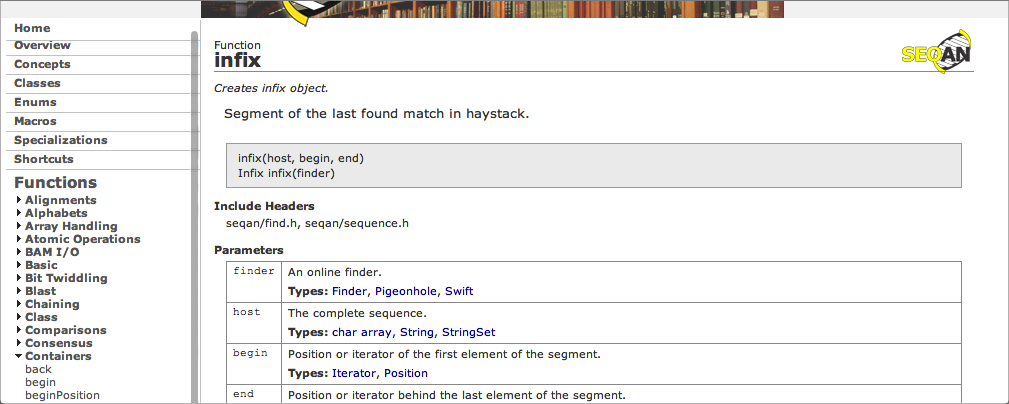 Home
Overview
Concepts
Classes
Enums
Macros
Specializations
Shortcuts
Functions
Alignments
Alphabets
Array Handling
Atomic Operations
BAM I/O
Basic
Bit Twiddling
Blast
Chaining
Class
Comparisons
Consensus
Containers
back
begin
beginPosition
Function
infix
SEQAN
Creates infix object.
Segment of the last found match in haystack.
infix(host, begin, end)
Infix infix(finder)
Include Headers
seqan/find.h, seqan/sequence.h
Parameters
finder An online finder.
Types: Finder, Pigeonhole, Swift
host The complete sequence.
Types: char array, String, StringSet
begin Position or iterator of the first element of the segment.
Types: Iterator, Position
end Position or iterator behind the last element of the segment.